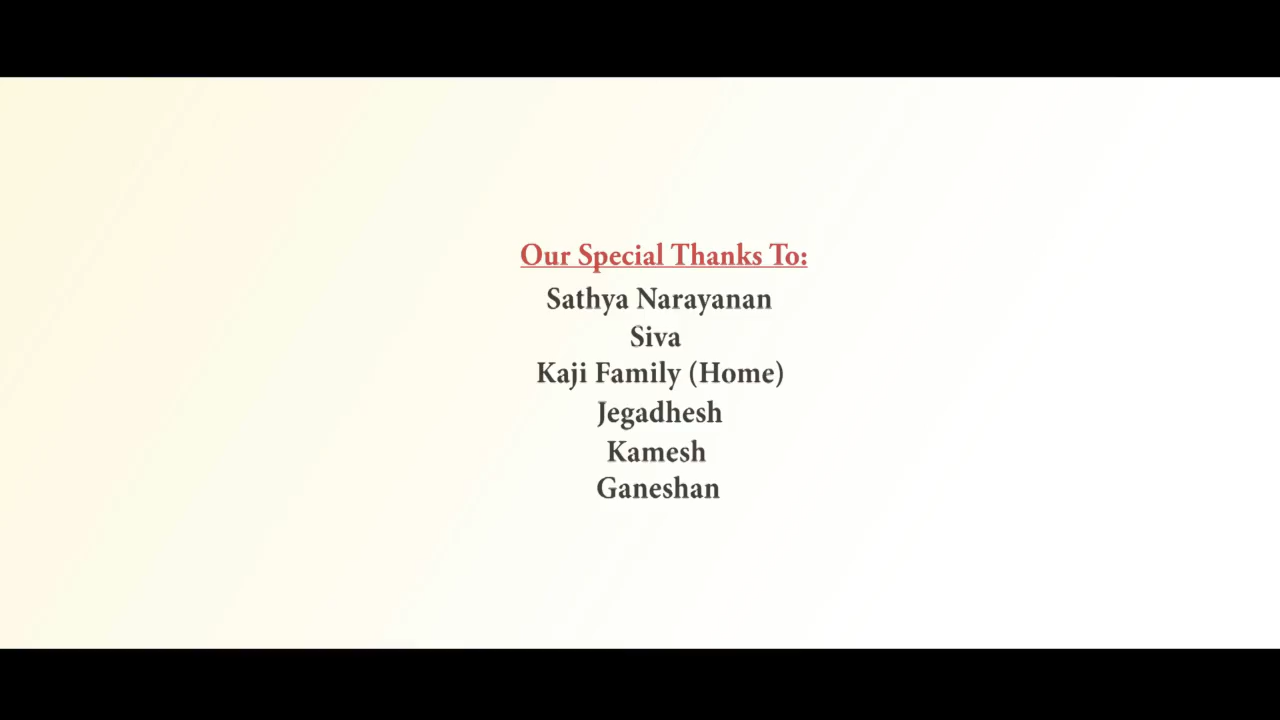 Our Special Thanks To:
Sathya Narayanan
Siva
Kaji Family (Home)
Jegadhesh
Kamesh
Ganeshan